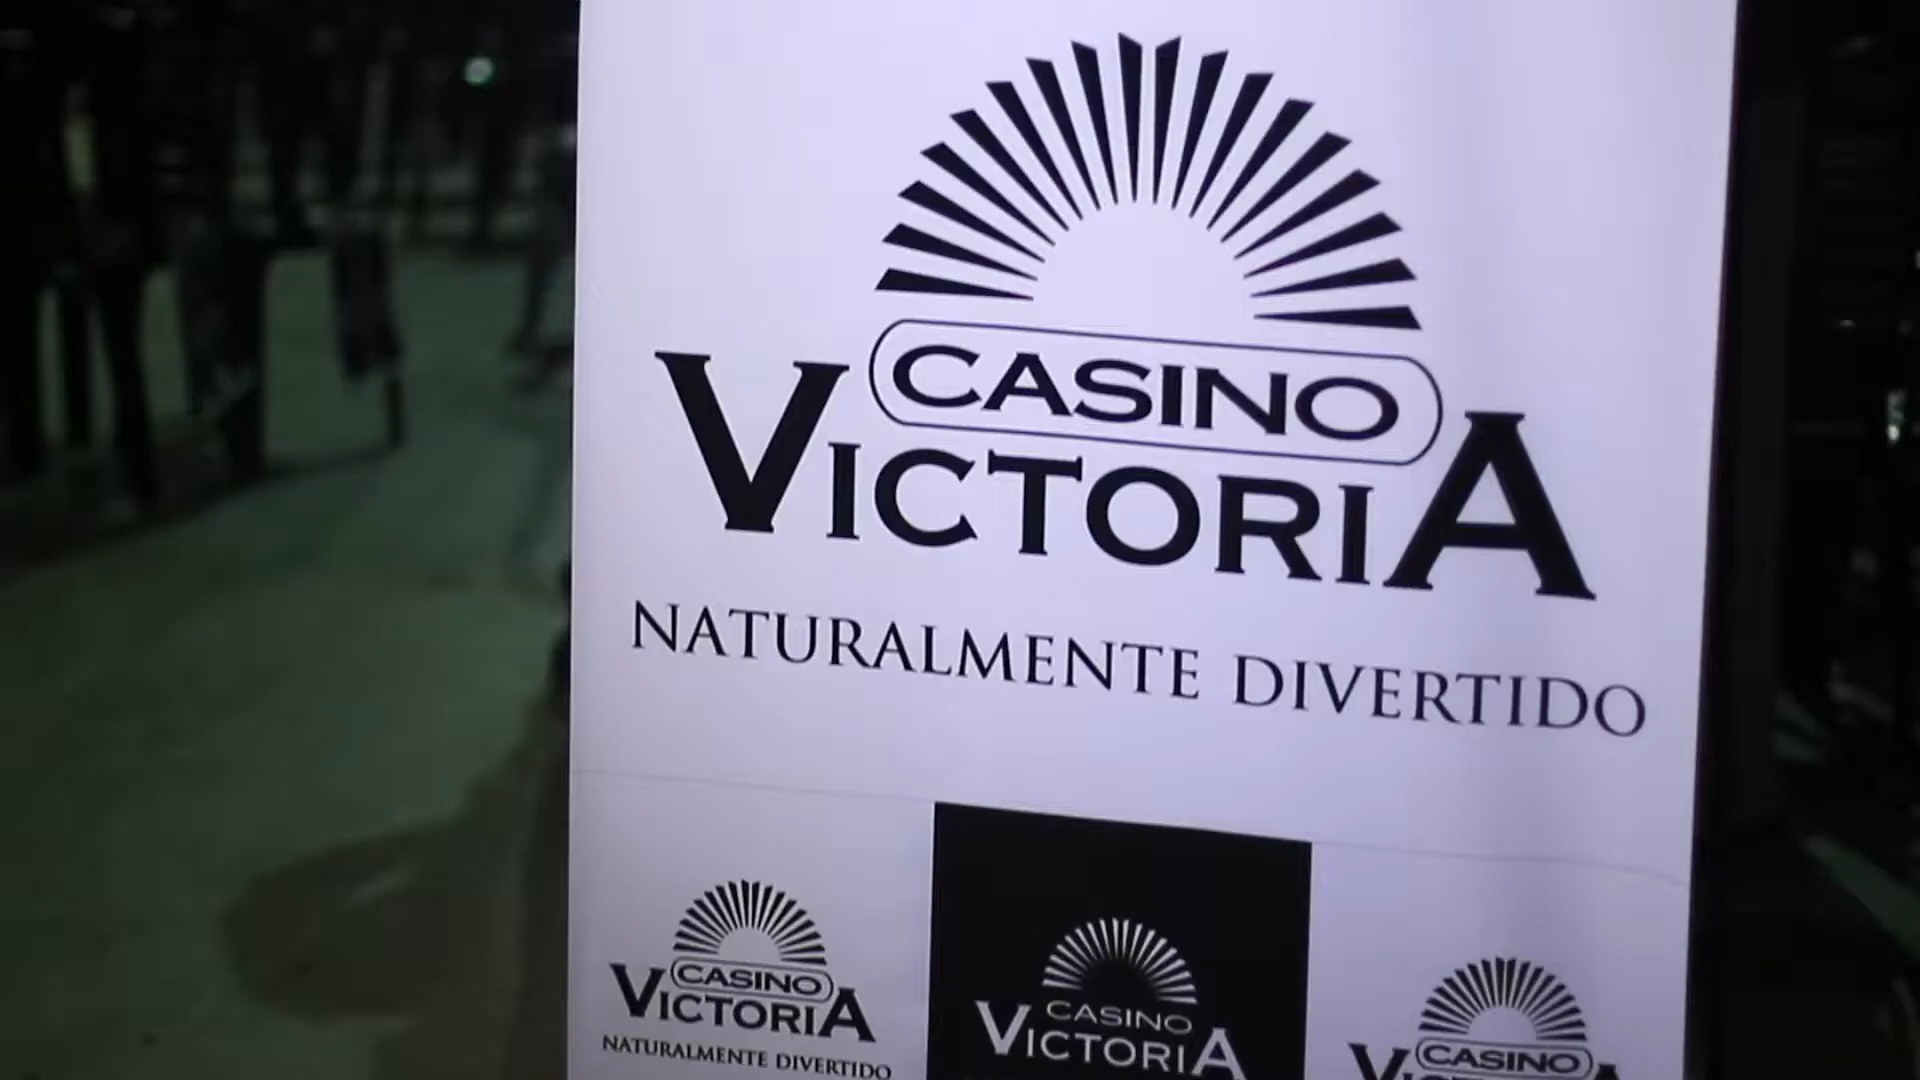 CASINO
VICTORIA
NATURALMENTE DIVERTIDO
CASINO
VICTORIA
NATURALMENTE DIVERTIDO
CASINO
VICTORIA
CASINO